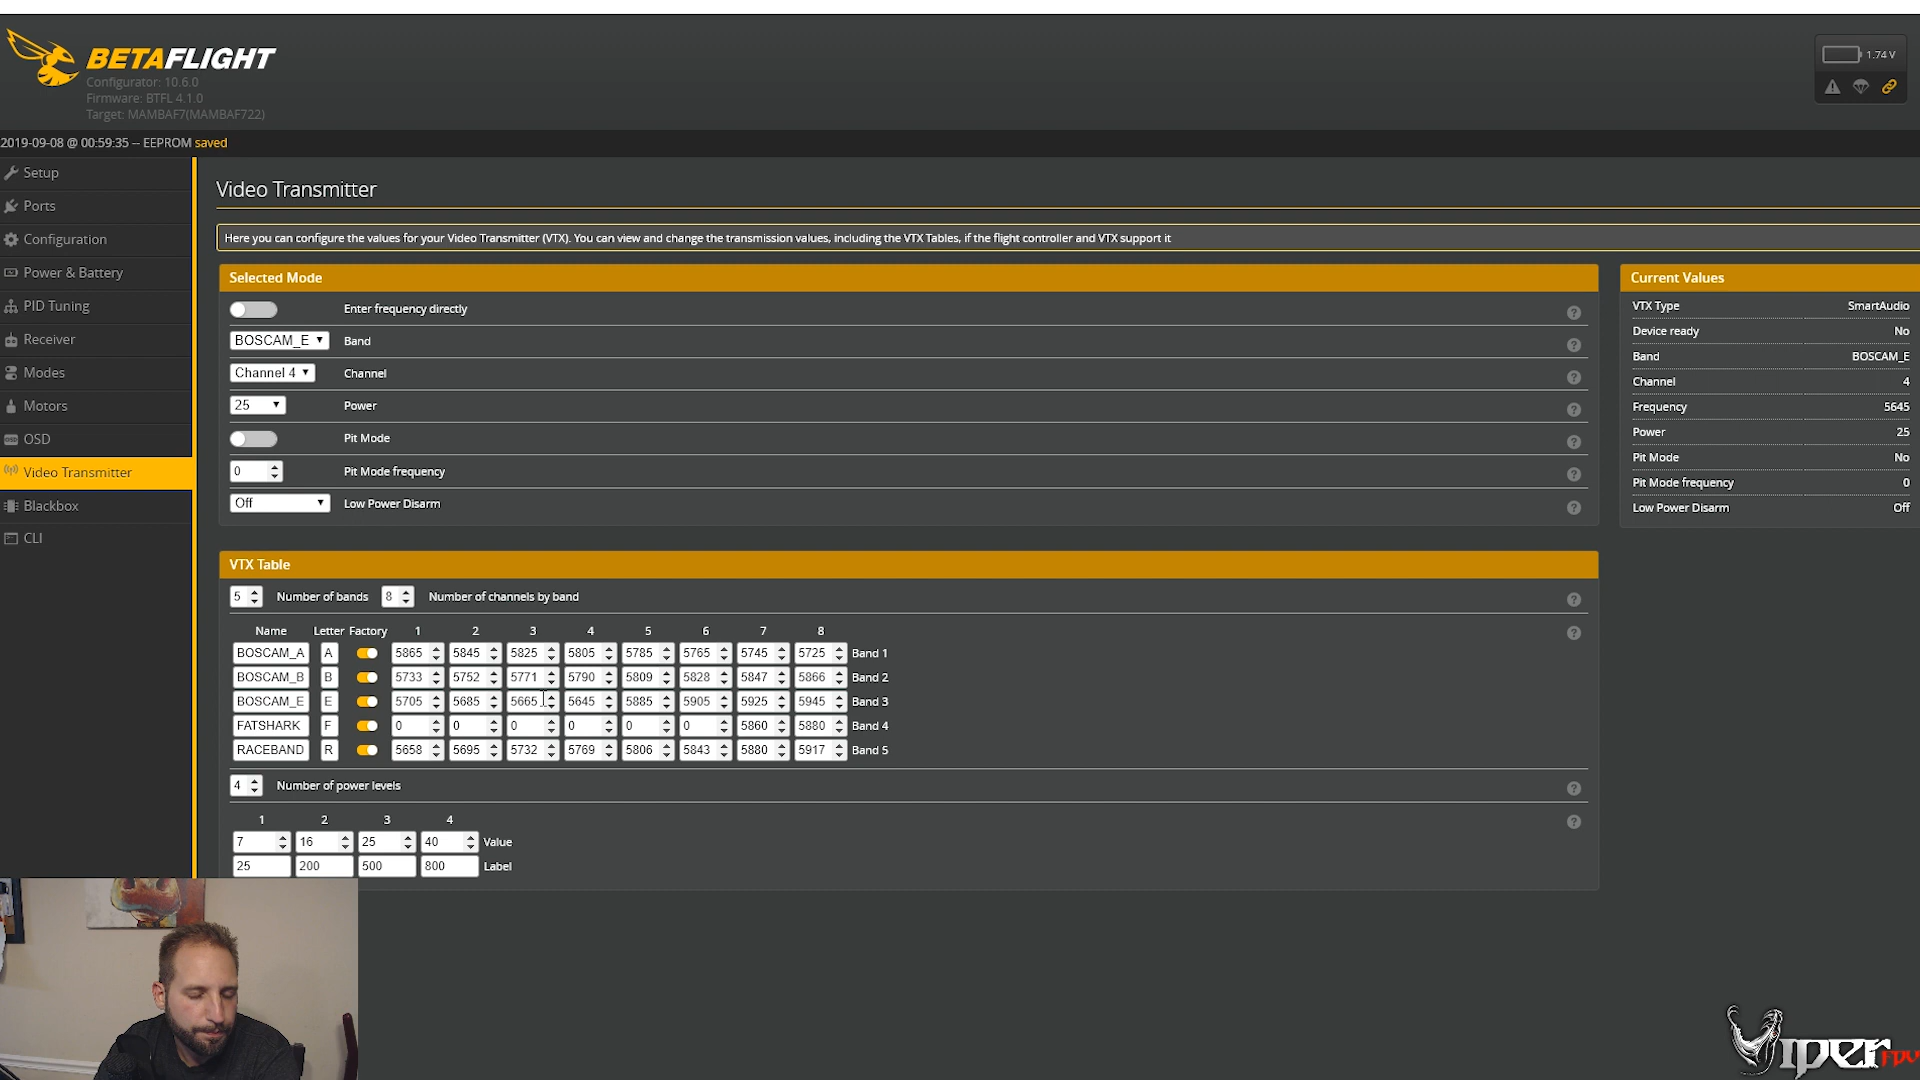 BETAFLIGHT
Configurator: 10.6.0
Firmware: BTFL 4.1.0
Target: MAMBAF7(MAMBAF722)
1.74 V
2019-09-08 @ 00:59:35 -- EEPROM saved
Setup
Ports
Configuration
Power & Battery
PID Tuning
Receiver
Modes
Motors
OSD
Video Transmitter
Blackbox
CLI
Video Transmitter
Here you can configure the values for your Video Transmitter (VTX). You can view and change the transmission values, including the VTX Tables, if the flight controller and VTX support it
Selected Mode
Enter frequency directly
BOSCAM_E Band
Channel 4 Channel
25 Power
Pit Mode
0 Pit Mode frequency
Off Low Power Disarm
Current Values
VTX Type SmartAudio
Device ready No
Band BOSCAM_E
Channel 4
Frequency 5645
Power 25
Pit Mode No
Pit Mode frequency 0
Low Power Disarm Off
VTX Table
5 Number of bands 8 Number of channels by band
Name Letter Factory 1 2 3 4 5 6 7 8
BOSCAM_A A 5865 5845 5825 5805 5785 5765 5745 5725 Band 1
BOSCAM_B B 5733 5752 5771 5790 5809 5828 5847 5866 Band 2
BOSCAM_E E 5705 5685 5665 5645 5885 5905 5925 5945 Band 3
FATSHARK F 0 0 0 0 0 0 5860 5880 Band 4
RACEBAND R 5658 5695 5732 5769 5806 5843 5880 5917 Band 5
4 Number of power levels
1 2 3 4
7 16 25 40 Value
25 200 500 800 Label
Viper FPV